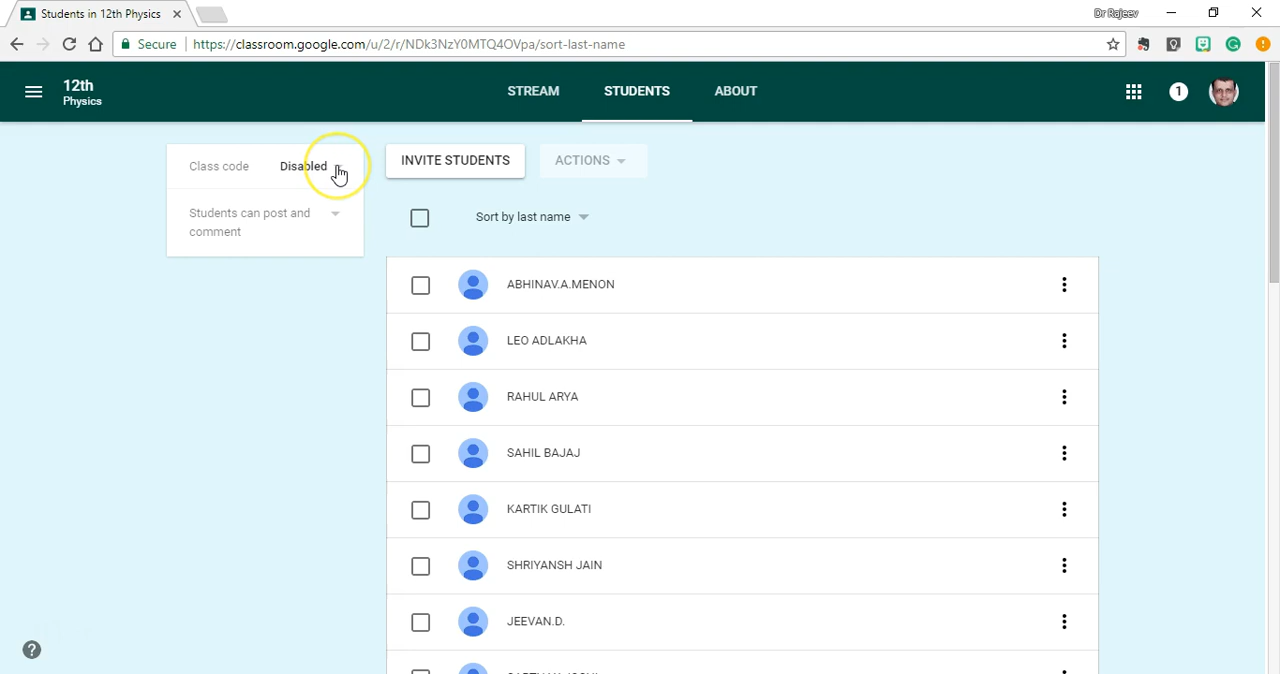 Students in 12th Physics
Dr Rajeev
Secure
https://classroom.google.com/u/2/r/NDk3NzY0MTQ4OVpa/sort-last-name
12th
Physics
STREAM
STUDENTS
ABOUT
1
Class code
Disabled
INVITE STUDENTS
ACTIONS
Students can post and
comment
Sort by last name
ABHINAV.A.MENON
LEO ADLAKHA
RAHUL ARYA
SAHIL BAJAJ
KARTIK GULATI
SHRIYANSH JAIN
JEEVAN.D.